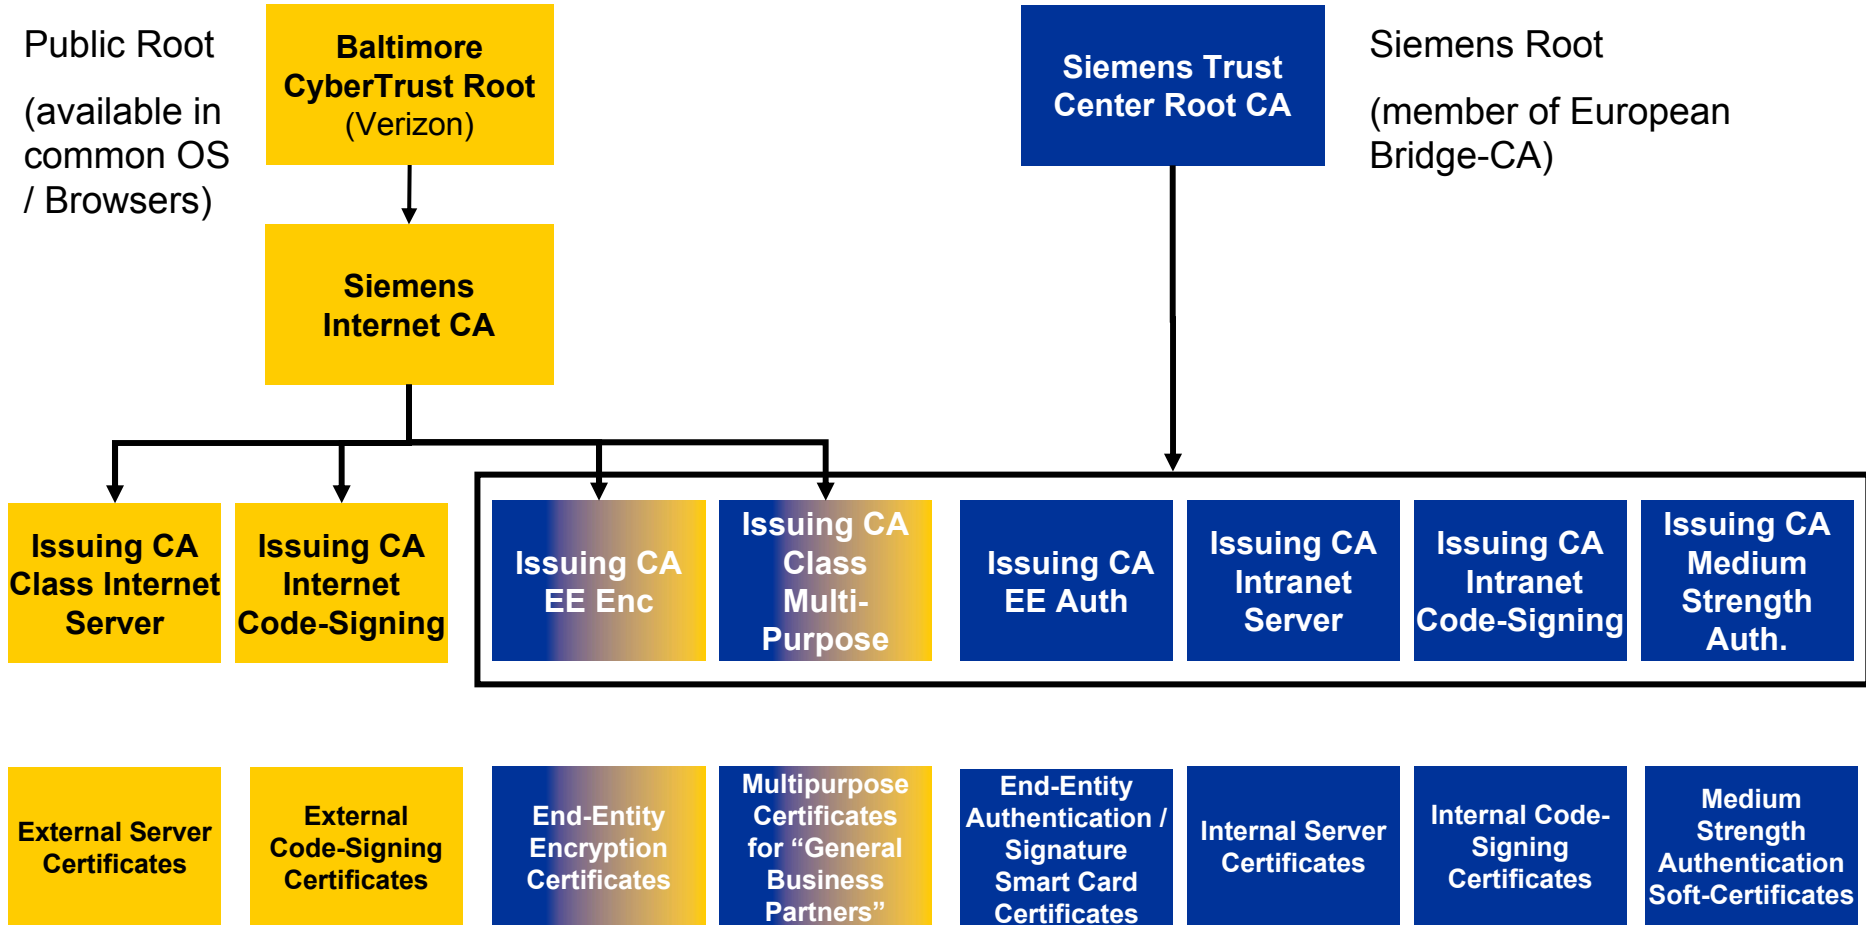 Public Root
(available in
common OS
/ Browsers)
Baltimore
CyberTrust Root
(Verizon)
Siemens Trust
Center Root CA
Siemens Root
(member of European
Bridge-CA)
Siemens
Internet CA
Issuing CA
Class Internet
Server
Issuing CA
Internet
Code-Signing
Issuing CA
EE Enc
Issuing CA
Class
Multi-
Purpose
Issuing CA
EE Auth
Issuing CA
Intranet
Server
Issuing CA
Intranet
Code-Signing
Issuing CA
Medium
Strength
Auth.
External Server
Certificates
External
Code-Signing
Certificates
End-Entity
Encryption
Certificates
Multipurpose
Certificates
for “General
Business
Partners”
End-Entity
Authentication /
Signature
Smart Card
Certificates
Internal Server
Certificates
Internal Code-
Signing
Certificates
Medium
Strength
Authentication
Soft-Certificates